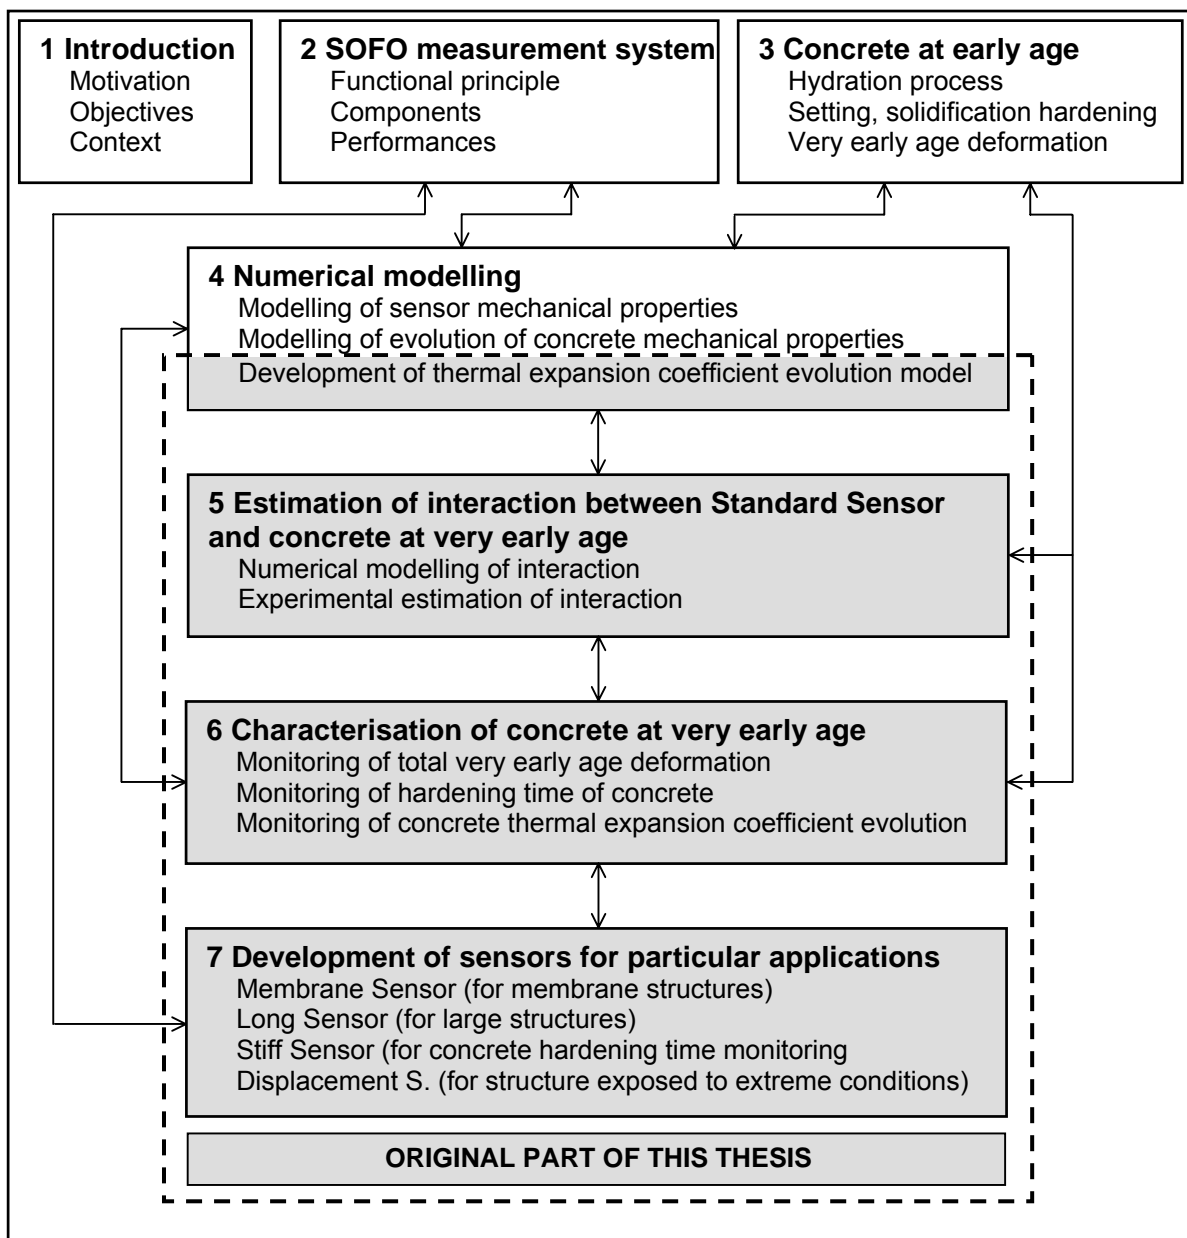 1 Introduction
Motivation
Objectives
Context
2 SOFO measurement system
Functional principle
Components
Performances
3 Concrete at early age
Hydration process
Setting, solidification hardening
Very early age deformation
4 Numerical modelling
Modelling of sensor mechanical properties
Modelling of evolution of concrete mechanical properties
Development of thermal expansion coefficient evolution model
5 Estimation of interaction between Standard Sensor
and concrete at very early age
Numerical modelling of interaction
Experimental estimation of interaction
6 Characterisation of concrete at very early age
Monitoring of total very early age deformation
Monitoring of hardening time of concrete
Monitoring of concrete thermal expansion coefficient evolution
7 Development of sensors for particular applications
Membrane Sensor (for membrane structures)
Long Sensor (for large structures)
Stiff Sensor (for concrete hardening time monitoring
Displacement S. (for structure exposed to extreme conditions)
ORIGINAL PART OF THIS THESIS